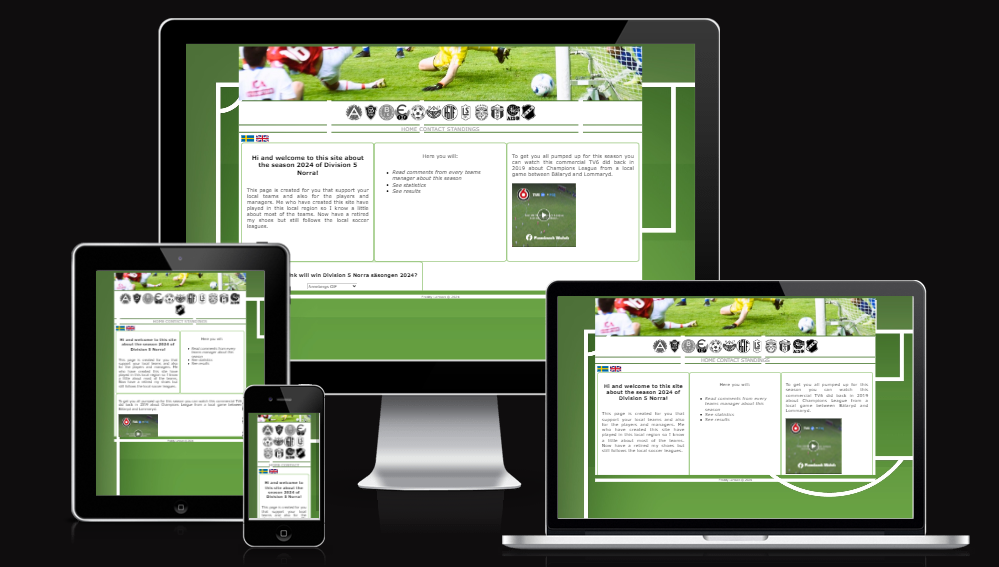 HOME CONTACT STANDINGS
Hi and welcome to this site about
the season 2024 of Division 5
Norra!
This page is created for you that support your
local teams and also for the players and
managers. Me who have created this site have
played in this local region so I know a little
about most of the teams. Now have a retired
my shoes but still follows the local soccer
leagues.
Here you will:
Read comments from every teams
manager about this season
See statistics
See results
To get you all pumped up for this season you
can watch this commercial TV6 did back in
2019 about Champions League from a local
game between Bälaryd and Lommaryd.
Facebook Watch
nk will win Division 5 Norra säsongen 2024?
HOME CONTACT STANDINGS
Hi and welcome to this site
about the season 2024 of
Division 5 Norra!
This page is created for you that
support your local teams and also
for the players and managers. Me
who have created this site have
played in this local region so I know
a little about most of the teams.
Now have a retired my shoes but
still follows the local soccer leagues.
Here you will:
Read comments from every
teams manager about this
season
See statistics
See results
To get you all pumped up for this season you can watch this commercial TV6
did back in 2019 about Champions League from a local game between
Bälaryd and Lommaryd.
Hi and welcome to
this site about the
season 2024 of
Division 5 Norra!
This page is created for you
that support your local
teams and also for the
HOME CONTACT STANDINGS
Hi and welcome to this site
about the season 2024 of
Division 5 Norra!
This page is created for you that
support your local teams and also
for the players and managers. Me
who have created this site have
played in this local region so I know
a little about most of the teams.
Now have a retired my shoes but
still follows the local soccer leagues.
Here you will:
Read comments from every
teams manager about this
season
See statistics
See results
To get you all pumped up for
this season you can watch this
commercial TV6 did back in 2019
about Champions League from a
local game between Bälaryd and
Lommaryd.
Facebook Watch